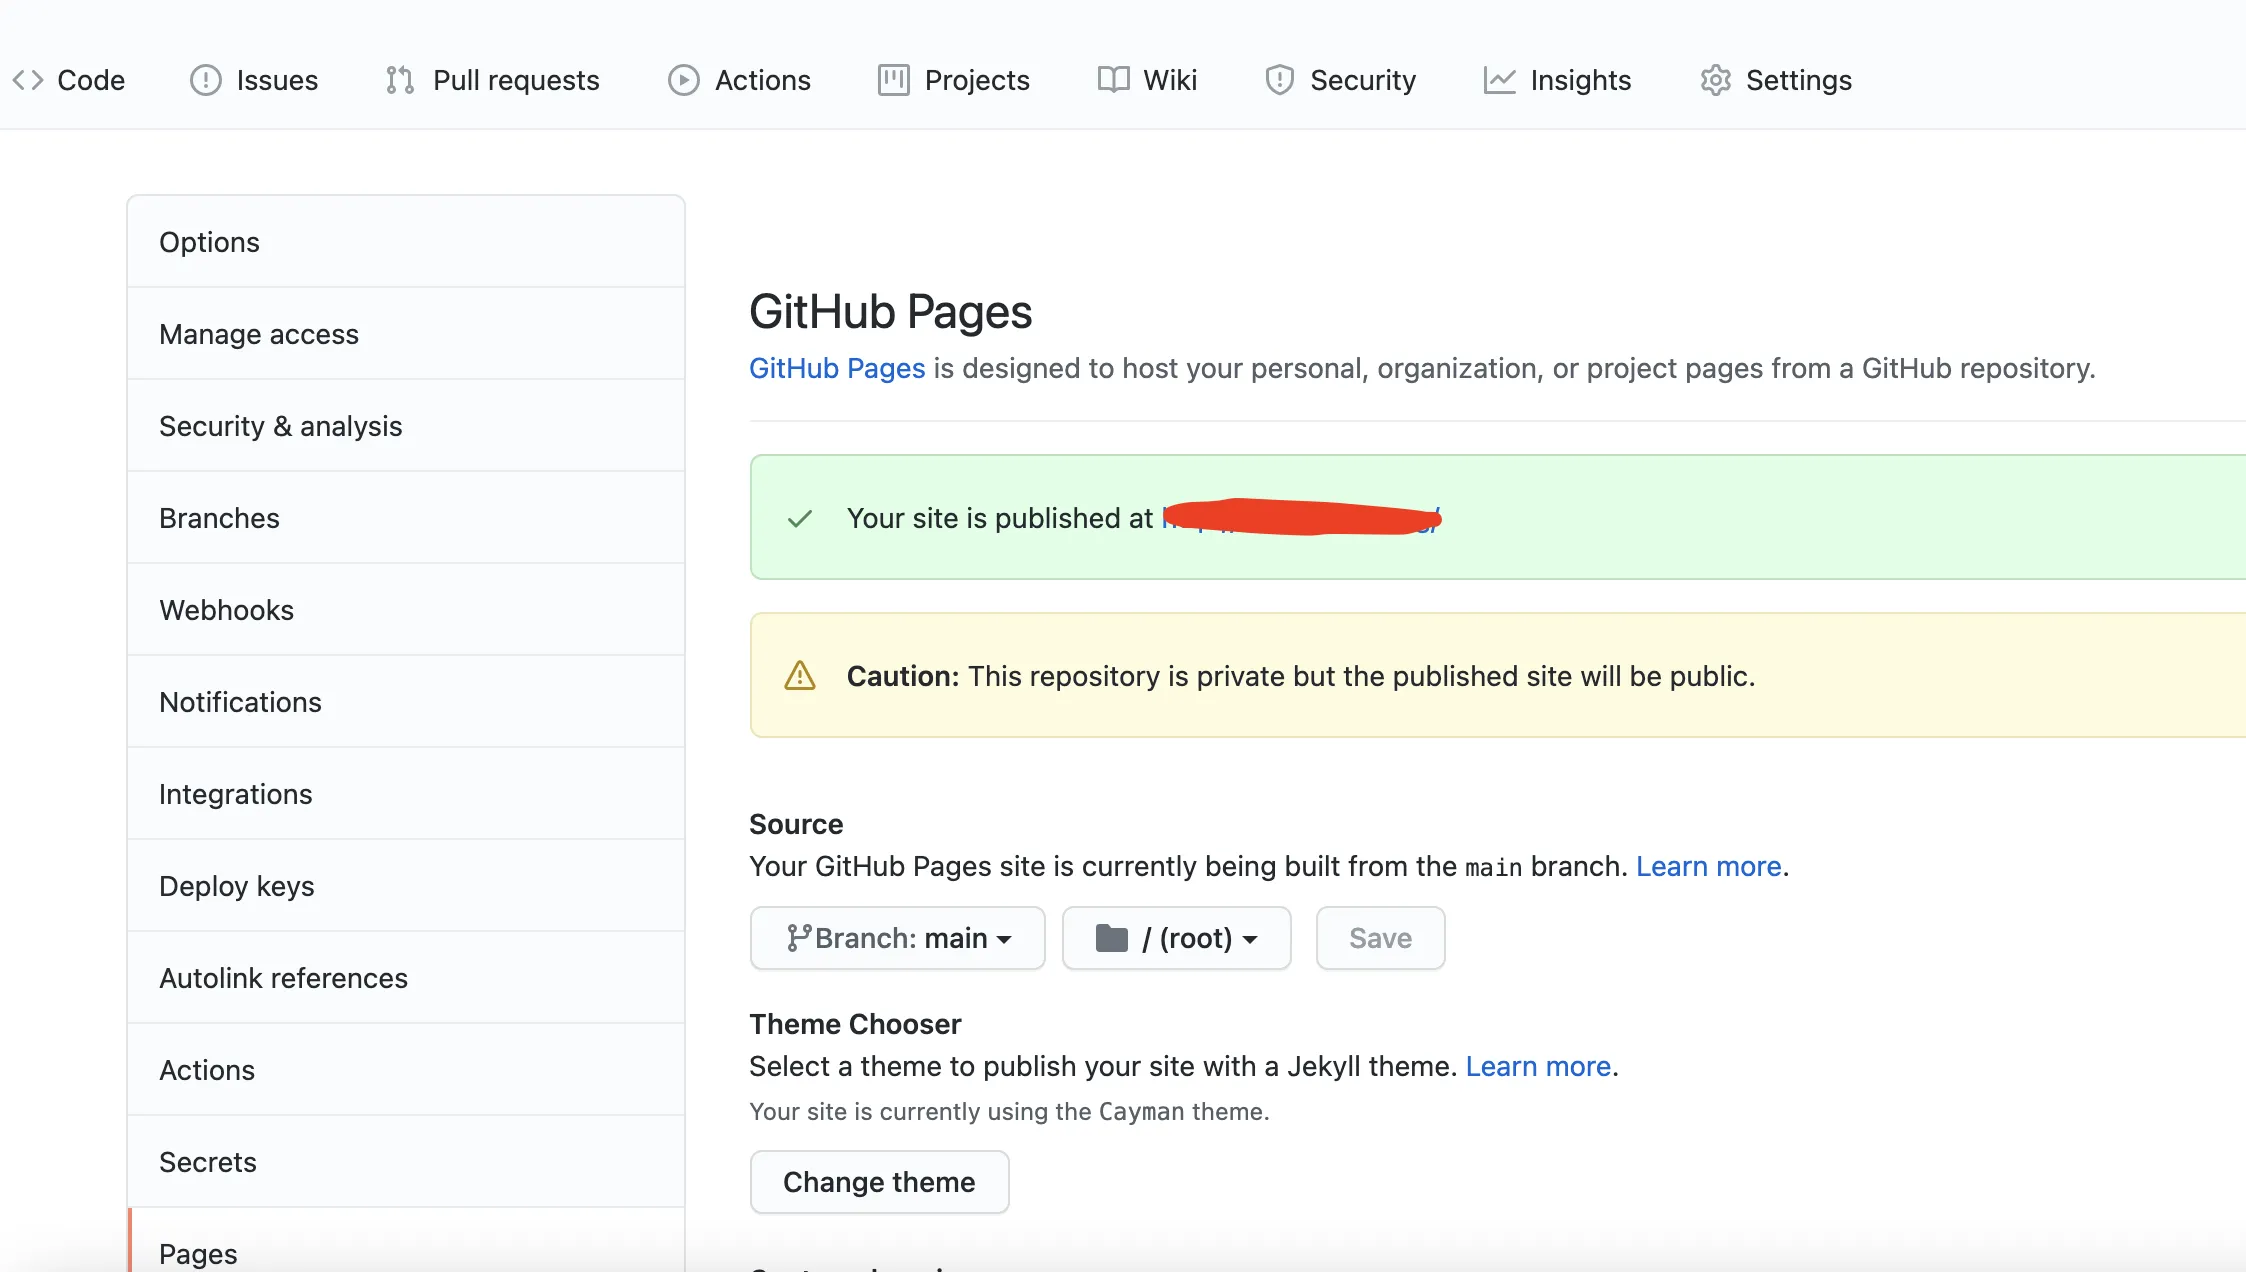 Code Issues Pull requests Actions Projects Wiki Security Insights Settings
Options
Manage access
Security & analysis
Branches
Webhooks
Notifications
Integrations
Deploy keys
Autolink references
Actions
Secrets
Pages
GitHub Pages
GitHub Pages is designed to host your personal, organization, or project pages from a GitHub repository.
Your site is published at
Caution: This repository is private but the published site will be public.
Source
Your GitHub Pages site is currently being built from the main branch. Learn more.
Branch: main / (root) Save
Theme Chooser
Select a theme to publish your site with a Jekyll theme. Learn more.
Your site is currently using the Cayman theme.
Change theme